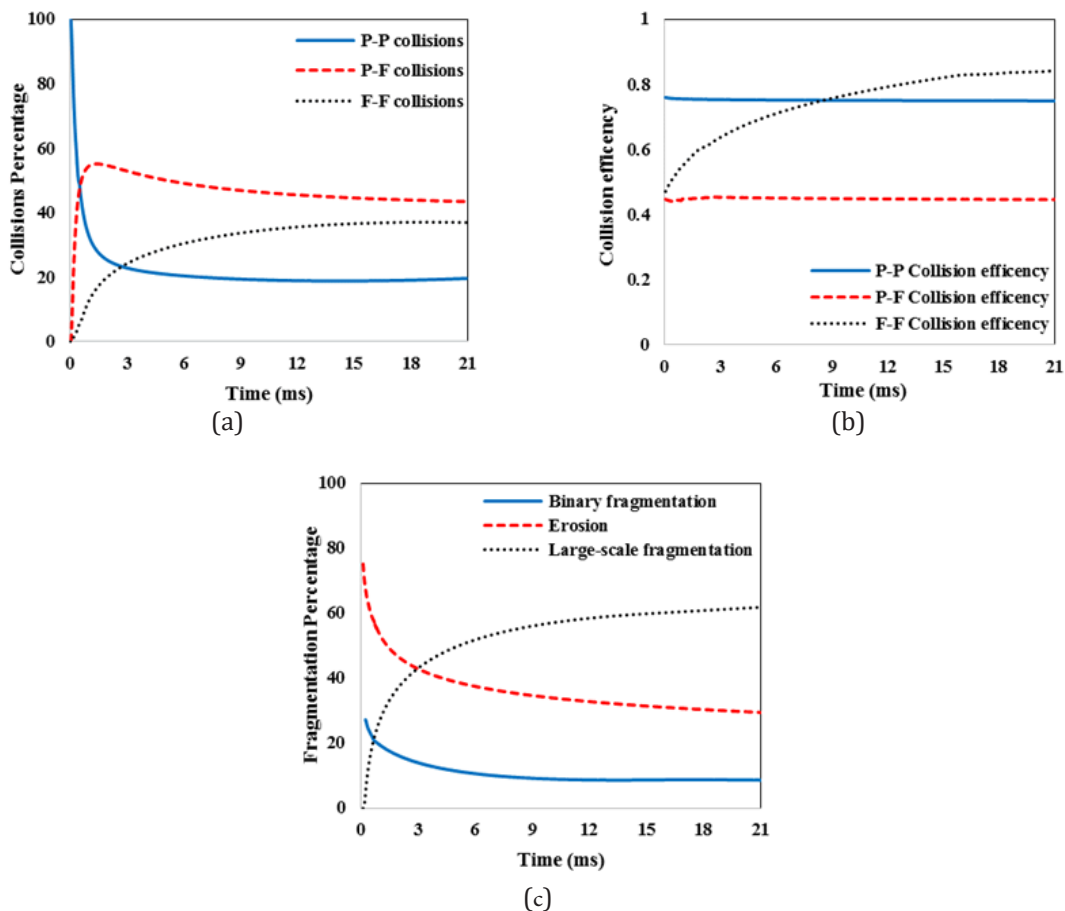 100
80
60
40
20
0
Collisions Percentage
P-P collisions
P-F collisions
F-F collisions
0 3 6 9 12 15 18 21
Time (ms)
(a)
1
0.8
0.6
0.4
0.2
0
Collision efficency
P-P Collision efficency
P-F Collision efficency
F-F Collision efficency
0 3 6 9 12 15 18 21
Time (ms)
(b)
100
80
60
40
20
0
Fragmentation Percentage
Binary fragmentation
Erosion
Large-scale fragmentation
0 3 6 9 12 15 18 21
Time (ms)
(c)